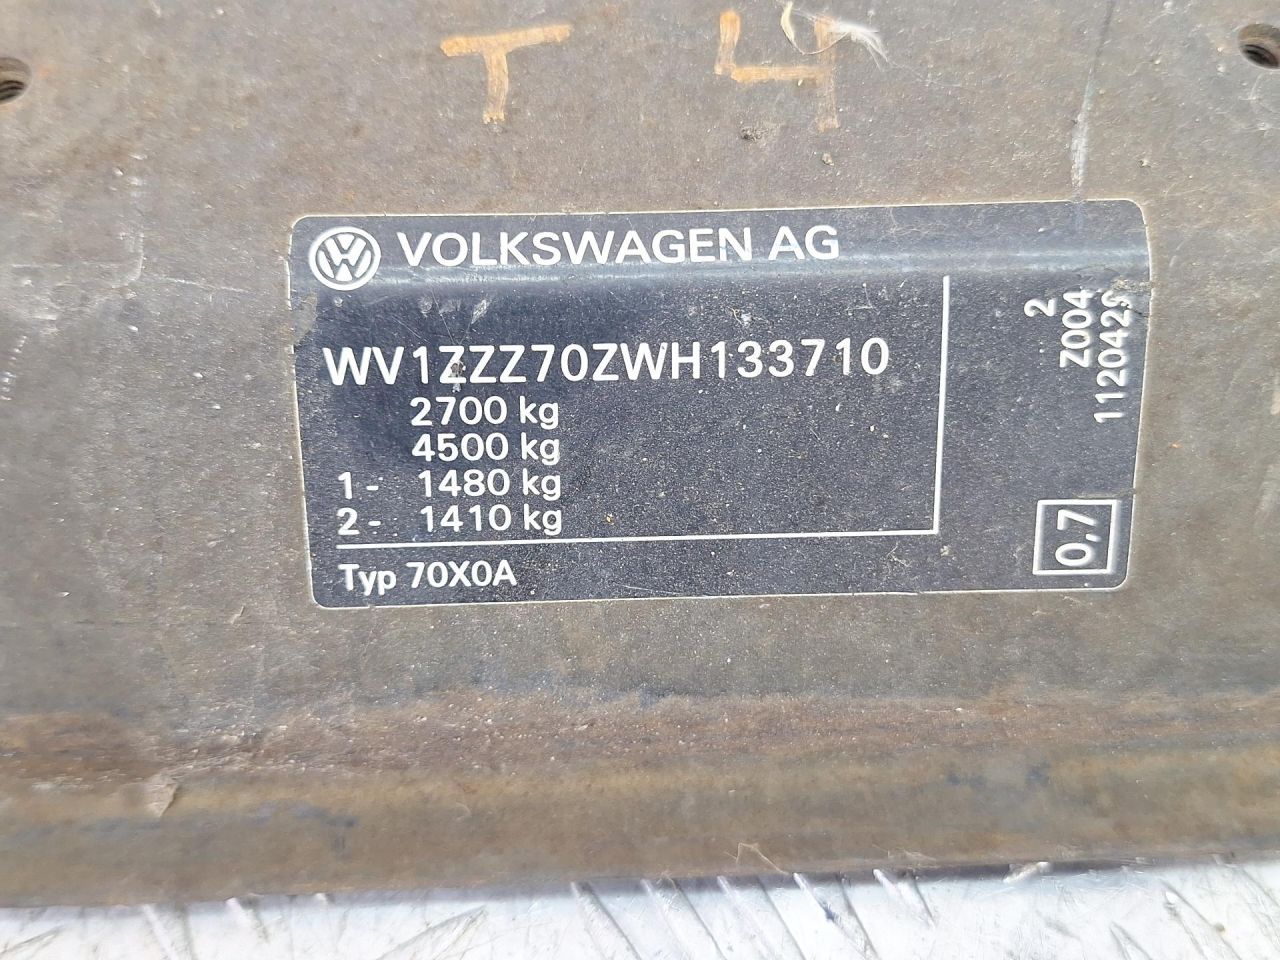 T 4
VOLKSWAGEN AG
WV1ZZZ70ZWH133710
2700 kg
4500 kg
1- 1480 kg
2- 1410 kg
Typ 70X0A
2
Z004
0,7